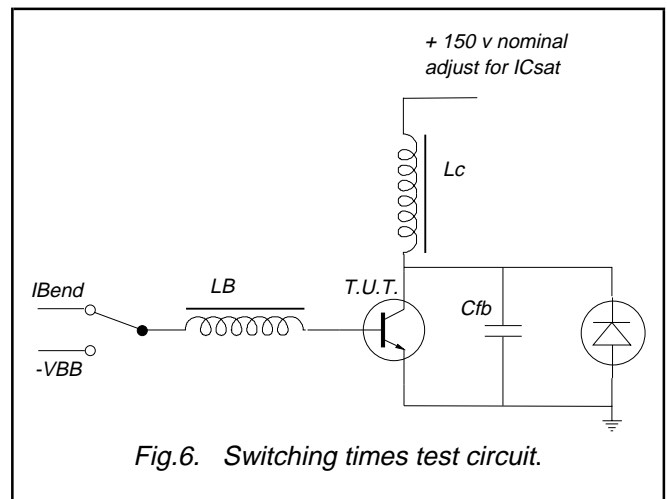 + 150 v nominal
adjust for ICsat
Lc
IBend
LB
T.U.T.
Cfb
-VBB
Fig.6. Switching times test circuit.